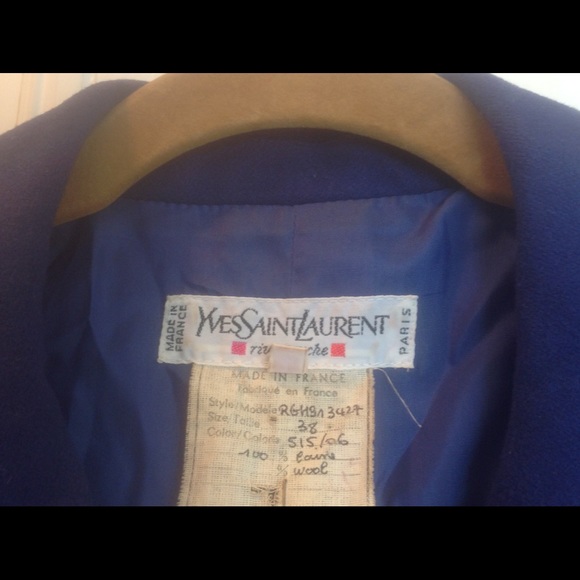 MADE IN FRANCE
YVESSAINTLAURENT
PARIS
MADE IN FRANCE
Fabriqué en France
Style/Modele RG11913427
Size/Taille 38
Color/Coloris 515/06
100 % laine
% wool